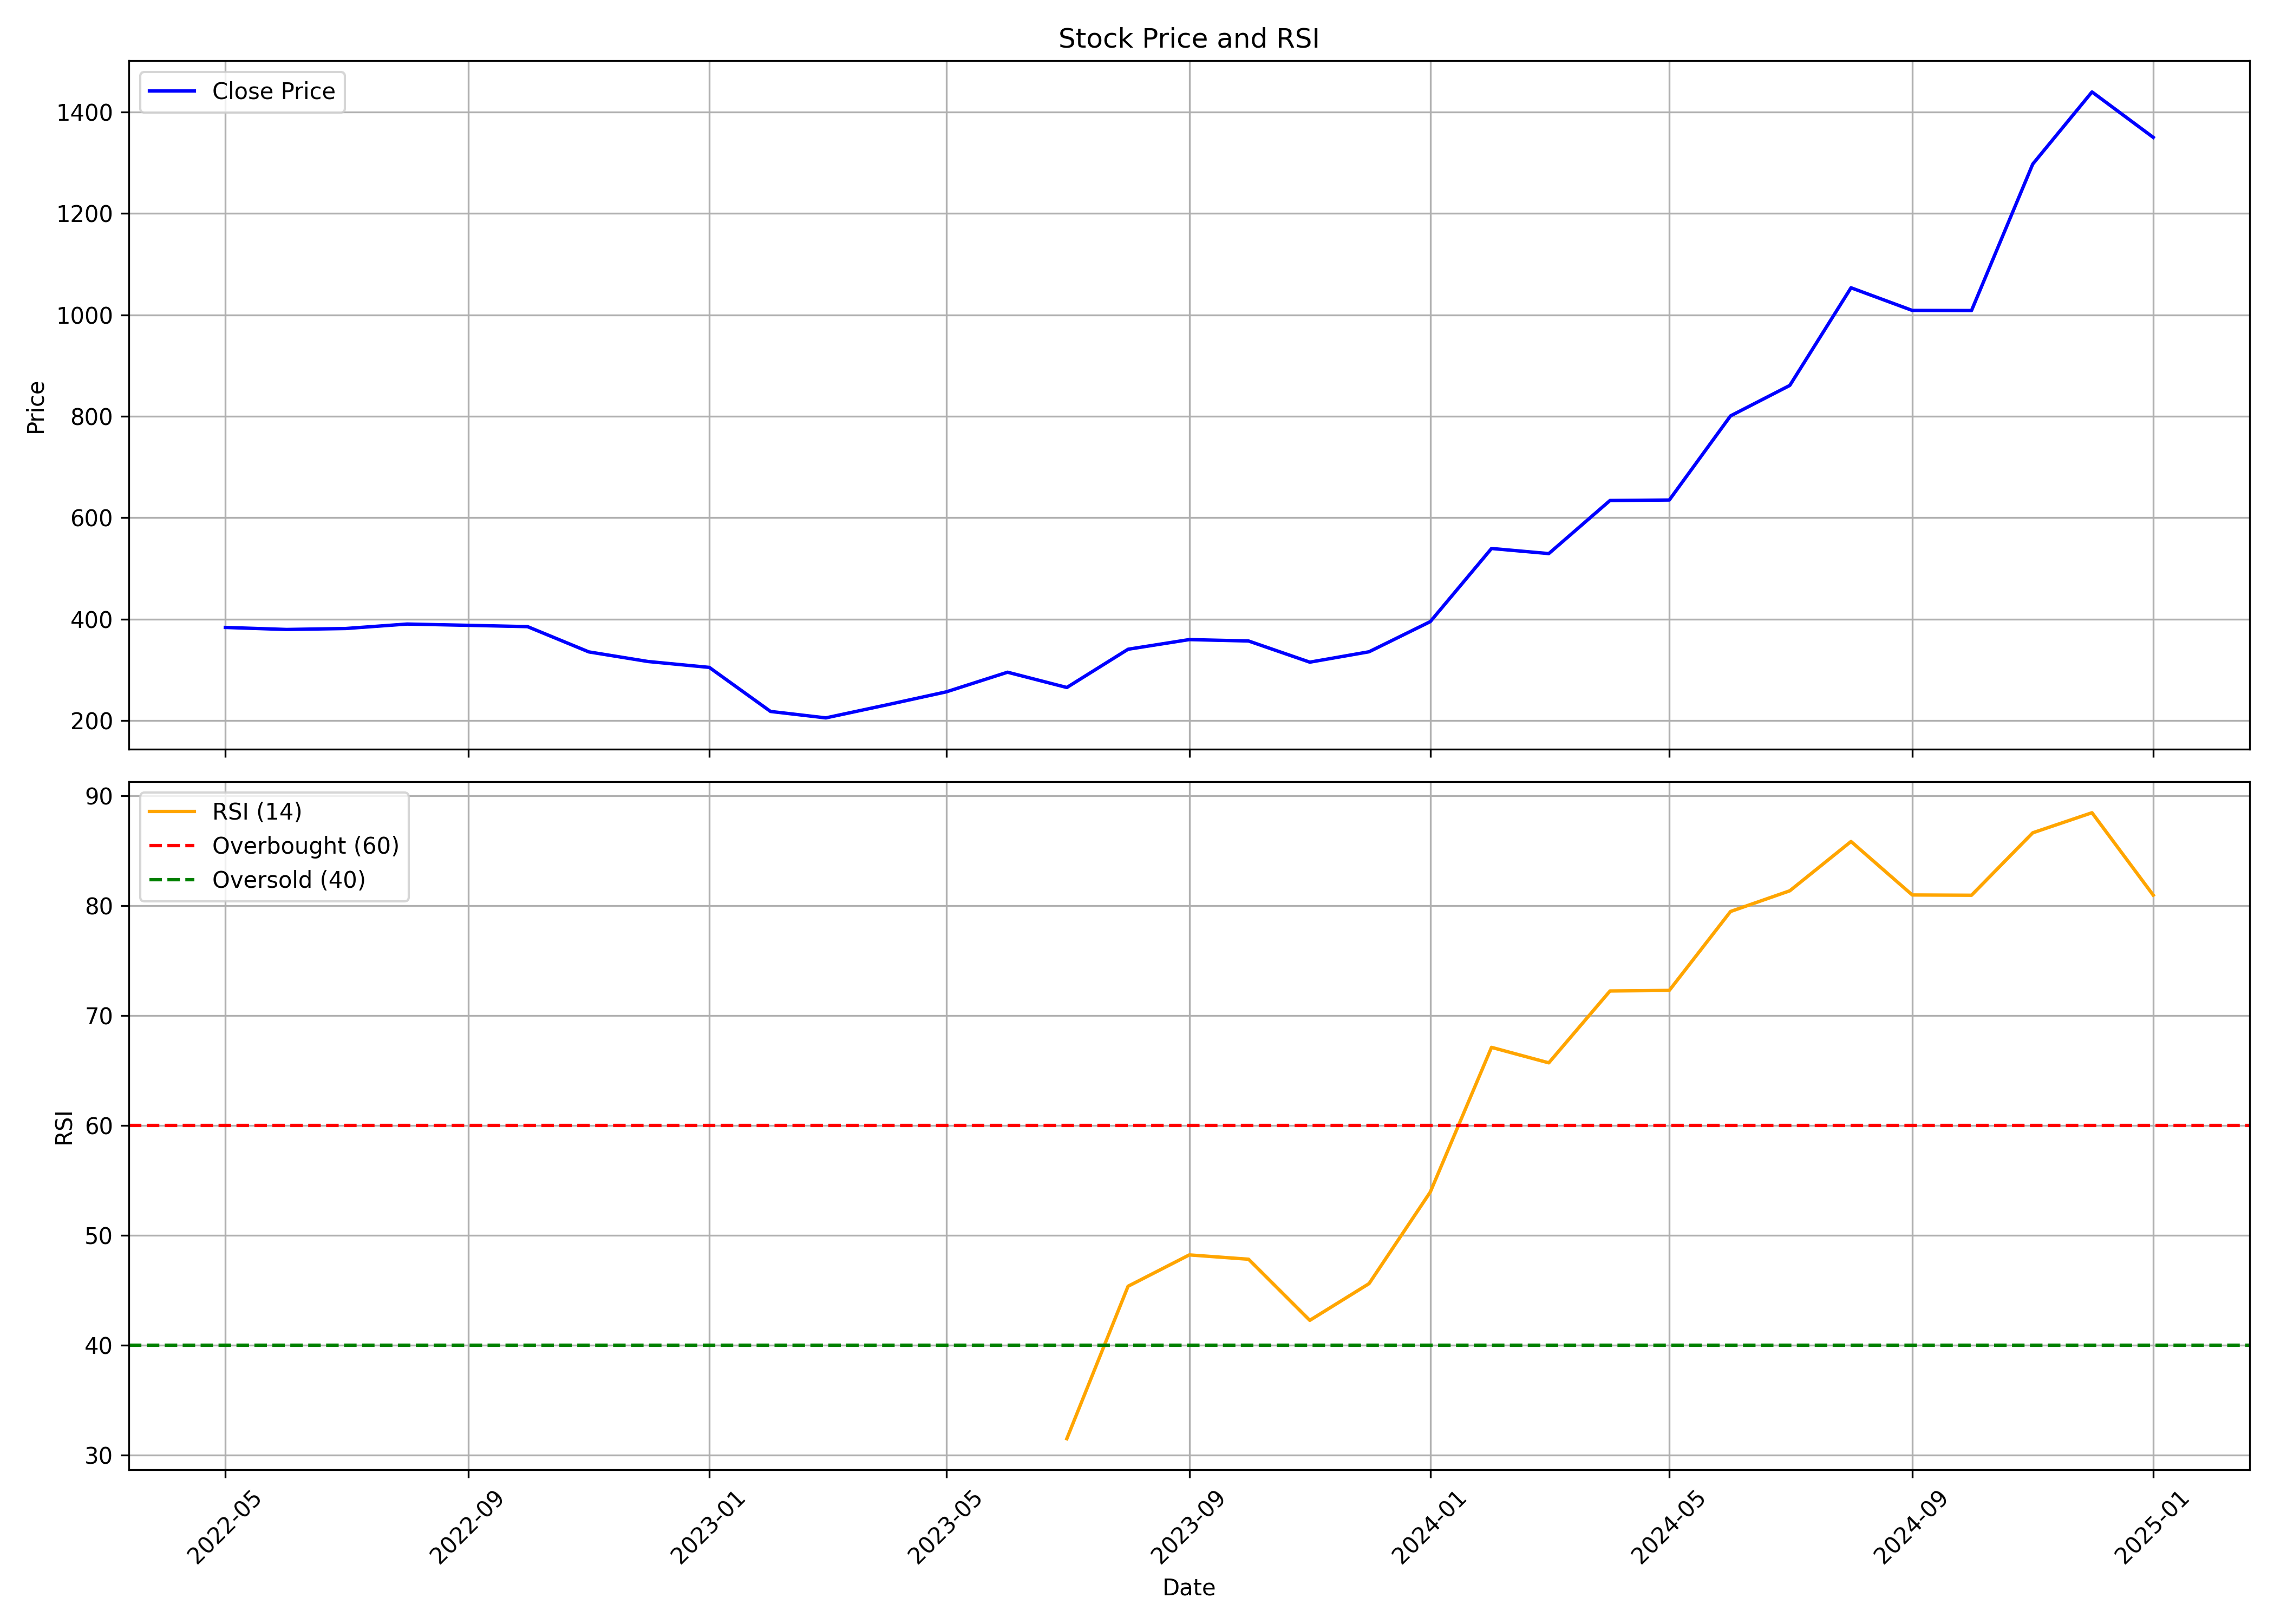 Stock Price and RSI
Close Price
1400
1200
1000
800
600
400
200
Price
RSI (14)
Overbought (60)
Oversold (40)
90
80
70
60
50
40
30
RSI
2022-05
2022-09
2023-01
2023-05
2023-09
2024-01
2024-05
2024-09
2025-01
Date